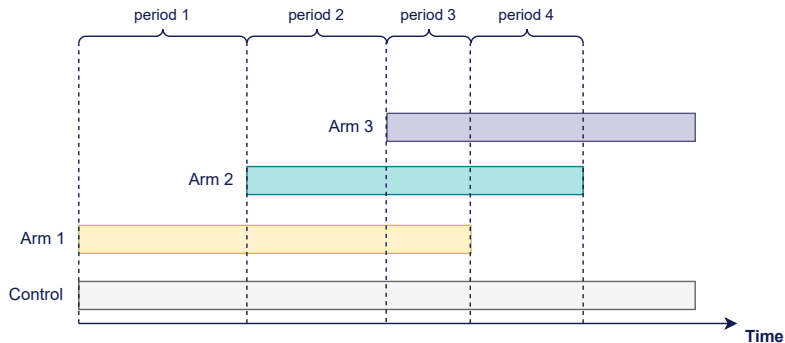 period 1
period 2
period 3
period 4
Arm 3
Arm 2
Arm 1
Control
Time